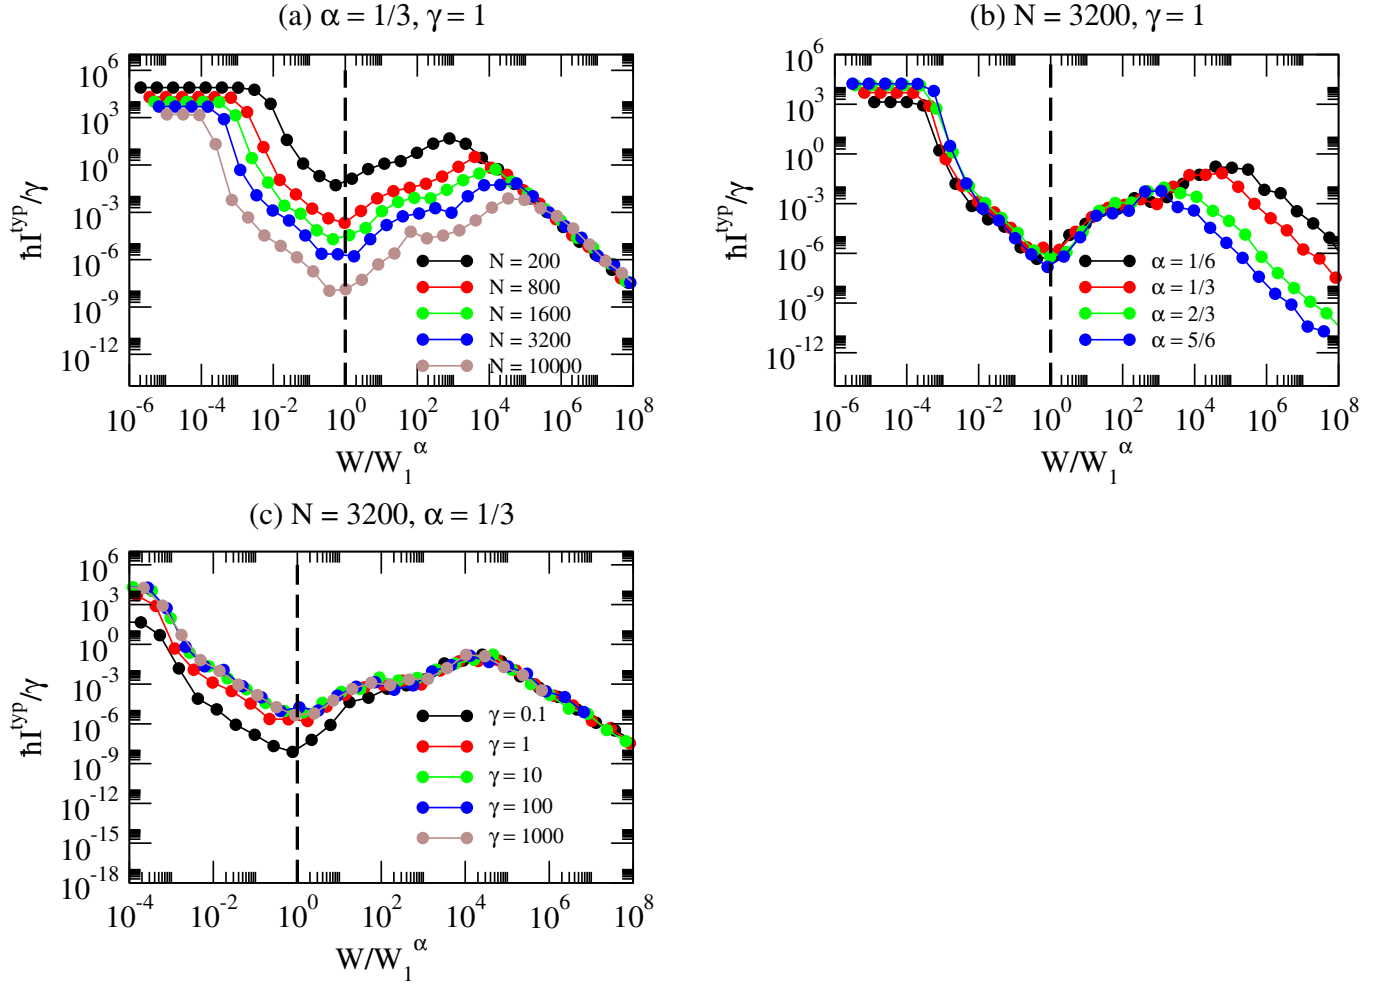 (a) α = 1/3, γ = 1
ħI^typ/γ
10^6
10^3
10^0
10^-3
10^-6
10^-9
10^-12
10^-6 10^-4 10^-2 10^0 10^2 10^4 10^6 10^8
W/W_1^α
N = 200
N = 800
N = 1600
N = 3200
N = 10000
(b) N = 3200, γ = 1
ħI^typ/γ
10^6
10^3
10^0
10^-3
10^-6
10^-9
10^-12
10^-6 10^-4 10^-2 10^0 10^2 10^4 10^6 10^8
W/W_1^α
α = 1/6
α = 1/3
α = 2/3
α = 5/6
(c) N = 3200, α = 1/3
ħI^typ/γ
10^6
10^3
10^0
10^-3
10^-6
10^-9
10^-12
10^-15
10^-18
10^-4 10^-2 10^0 10^2 10^4 10^6 10^8
W/W_1^α
γ = 0.1
γ = 1
γ = 10
γ = 100
γ = 1000